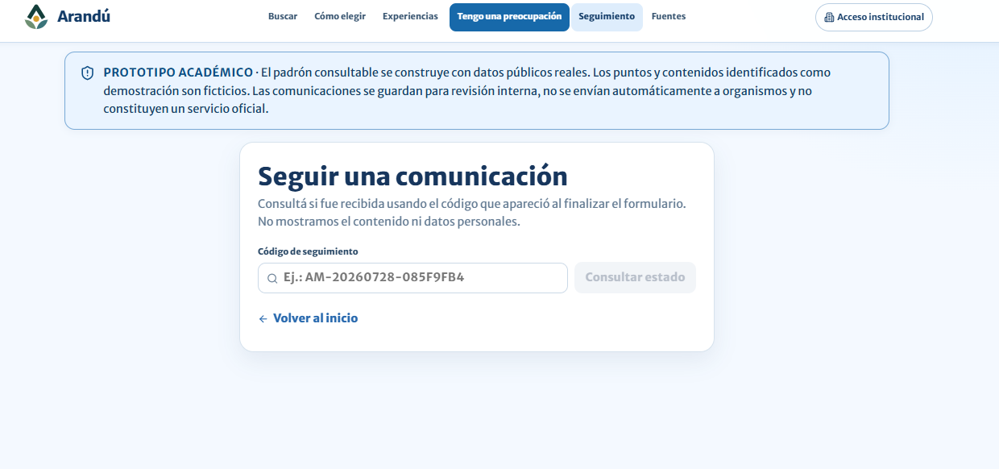 Arandú
Buscar
Cómo elegir
Experiencias
Tengo una preocupación
Seguimiento
Fuentes
Acceso institucional
PROTOTIPO ACADÉMICO · El padrón consultable se construye con datos públicos reales. Los puntos y contenidos identificados como
demostración son ficticios. Las comunicaciones se guardan para revisión interna, no se envían automáticamente a organismos y no
constituyen un servicio oficial.
Seguir una comunicación
Consultá si fue recibida usando el código que apareció al finalizar el formulario.
No mostramos el contenido ni datos personales.
Código de seguimiento
Ej.: AM-20260728-085F9FB4
Consultar estado
← Volver al inicio